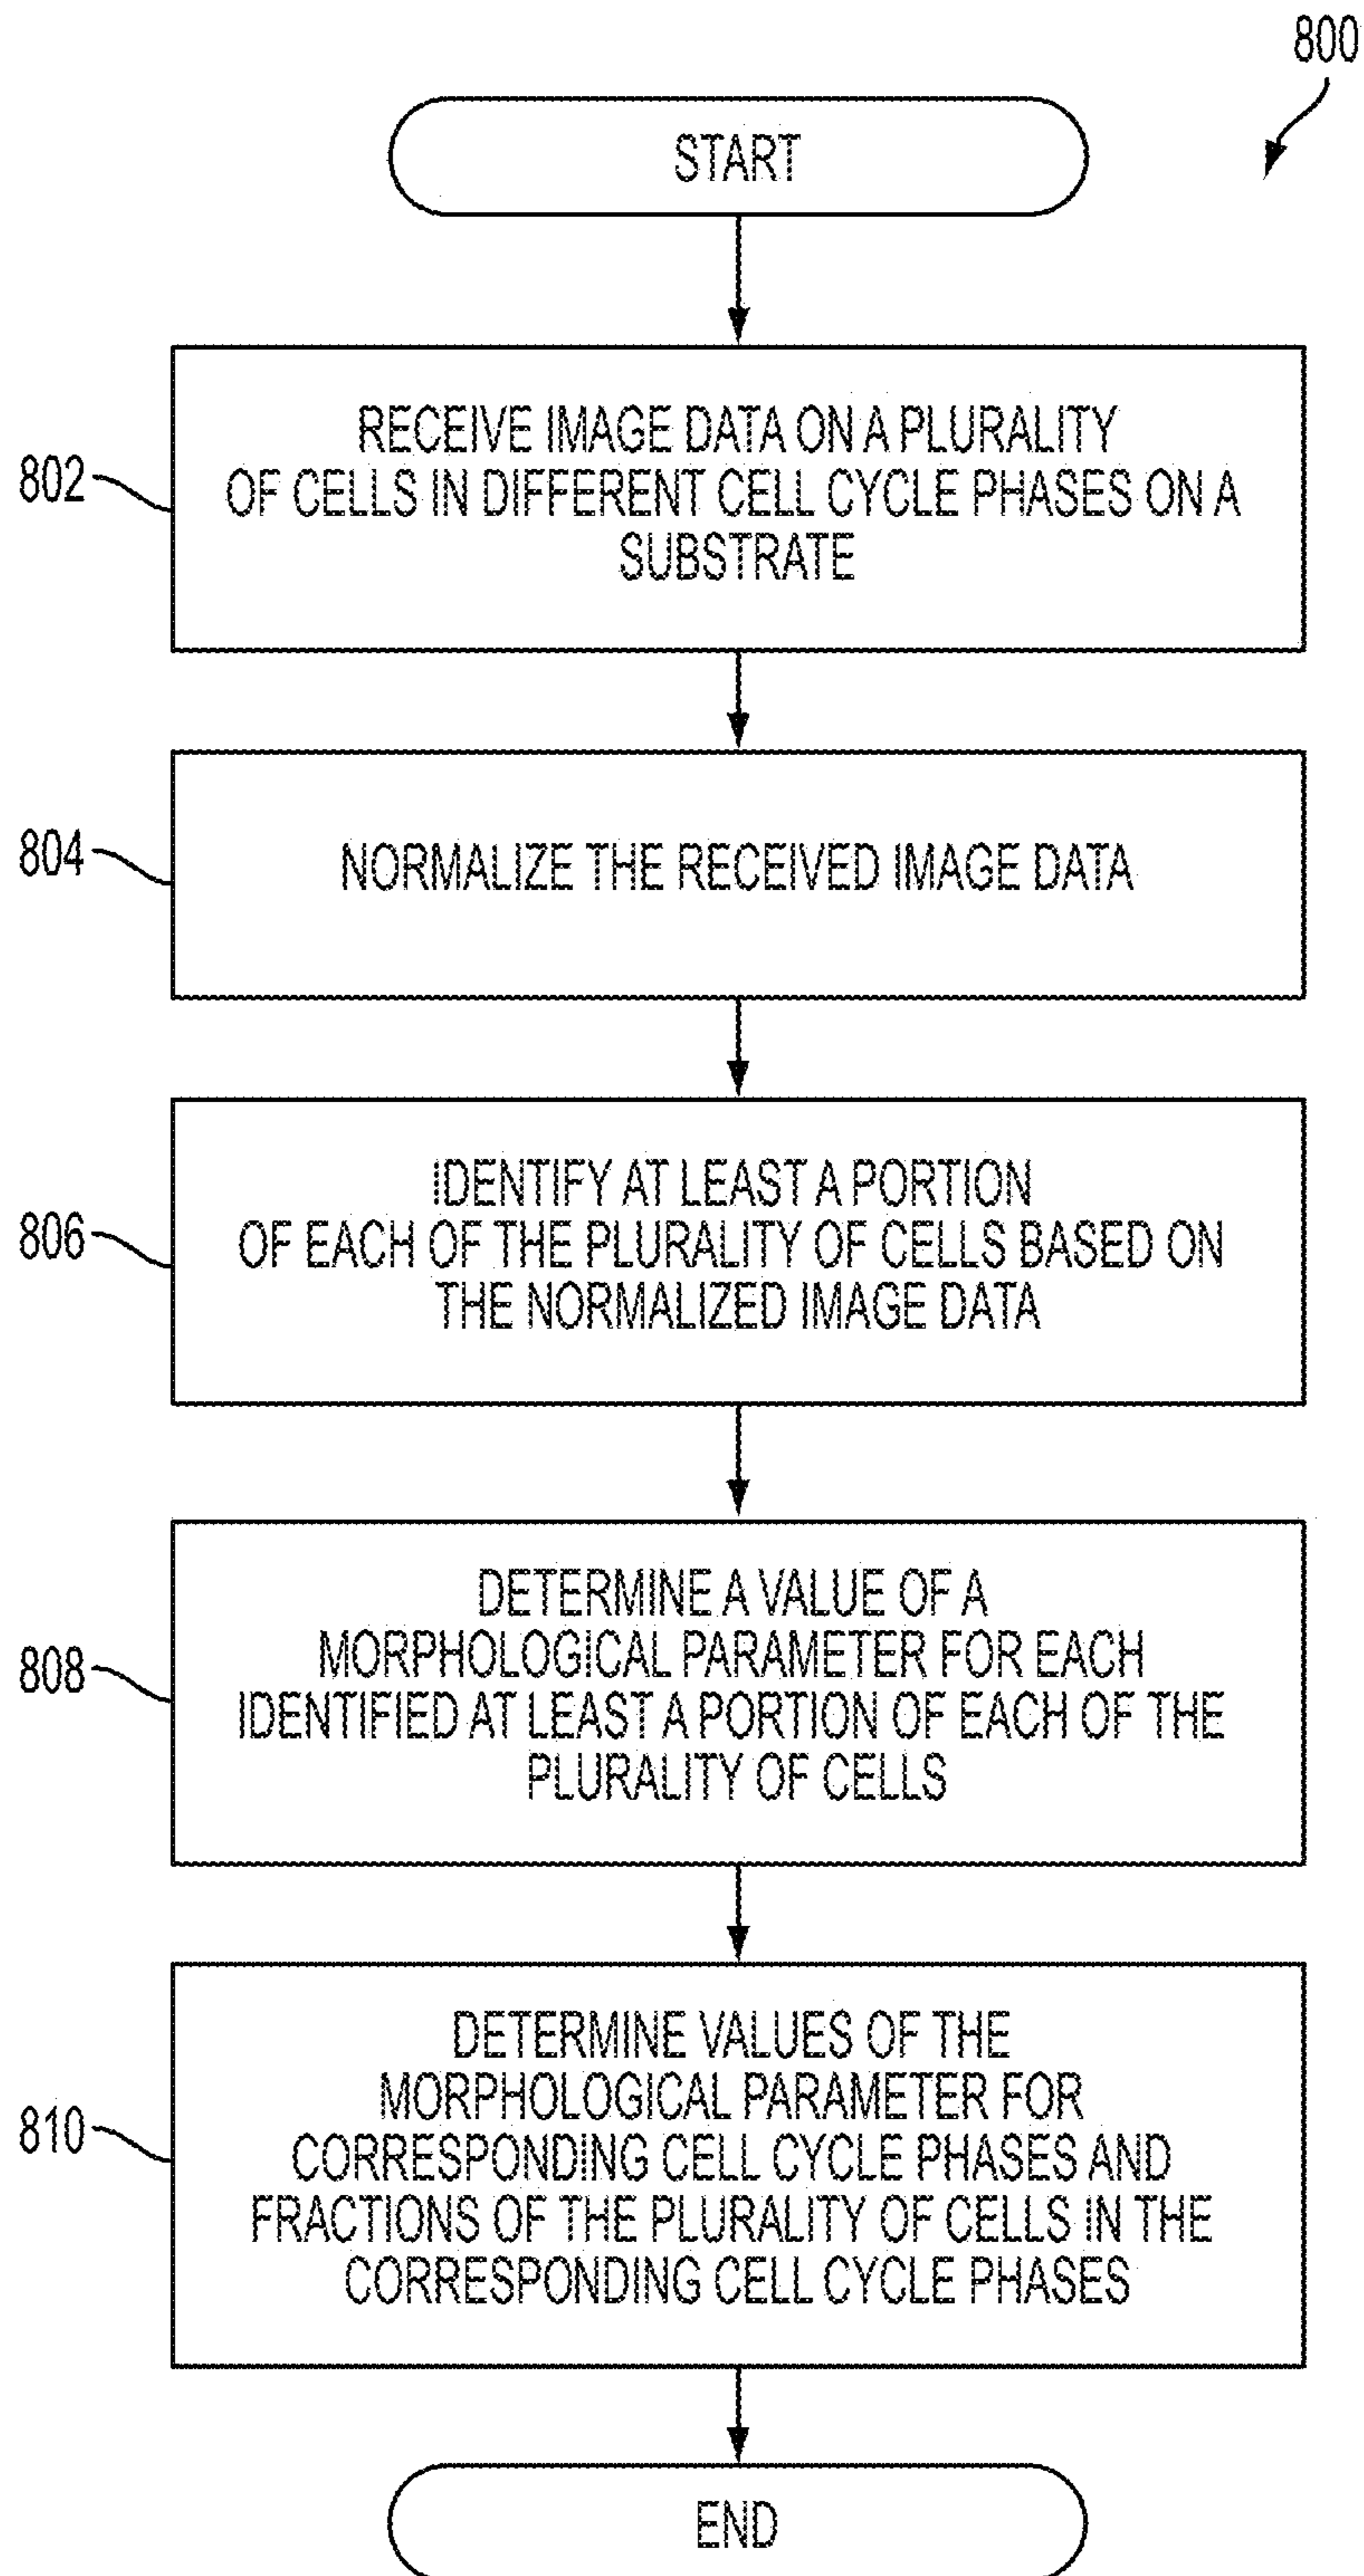 800
START
802
RECEIVE IMAGE DATA ON A PLURALITY
OF CELLS IN DIFFERENT CELL CYCLE PHASES ON A
SUBSTRATE
804
NORMALIZE THE RECEIVED IMAGE DATA
806
IDENTIFY AT LEAST A PORTION
OF EACH OF THE PLURALITY OF CELLS BASED ON
THE NORMALIZED IMAGE DATA
808
DETERMINE A VALUE OF A
MORPHOLOGICAL PARAMETER FOR EACH
IDENTIFIED AT LEAST A PORTION OF EACH OF THE
PLURALITY OF CELLS
810
DETERMINE VALUES OF THE
MORPHOLOGICAL PARAMETER FOR
CORRESPONDING CELL CYCLE PHASES AND
FRACTIONS OF THE PLURALITY OF CELLS IN THE
CORRESPONDING CELL CYCLE PHASES
END